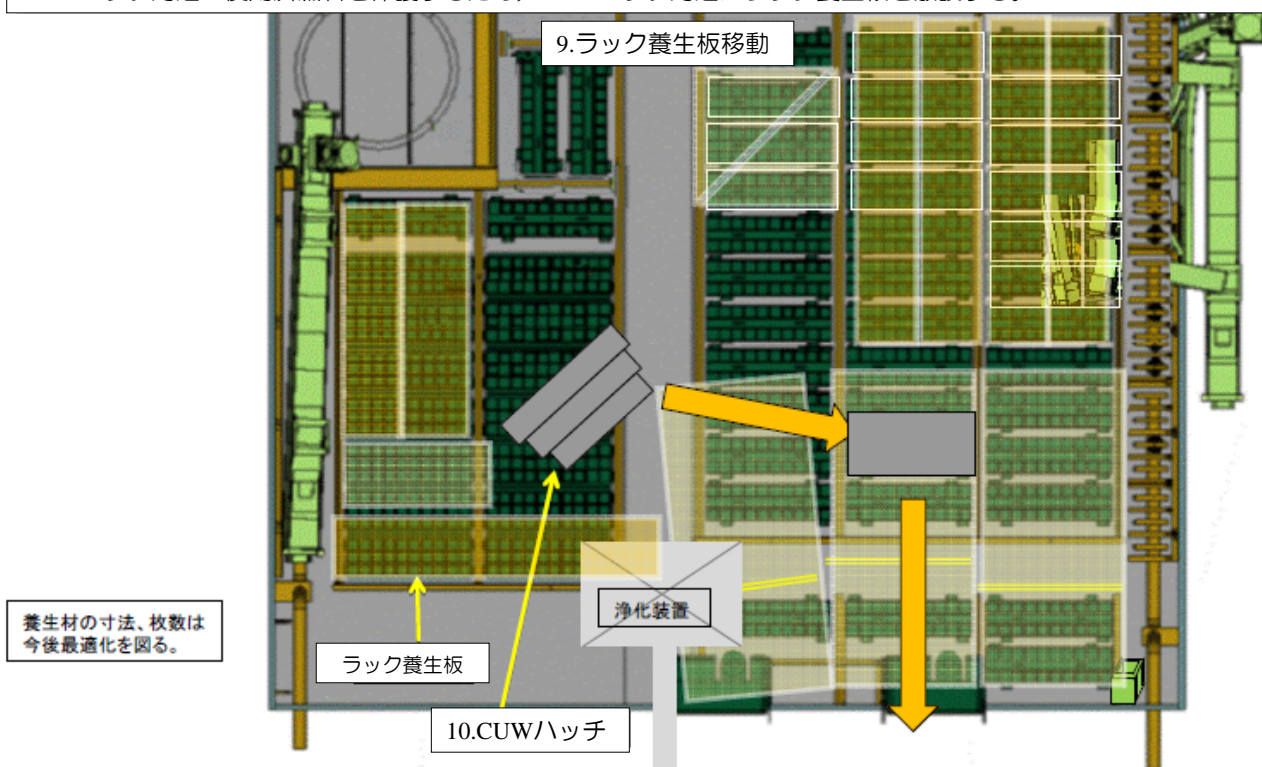 9.ラック養生板移動
浄化装置
養生材の寸法、枚数は
今後最適化を図る。
ラック養生板
10.CUWハッチ